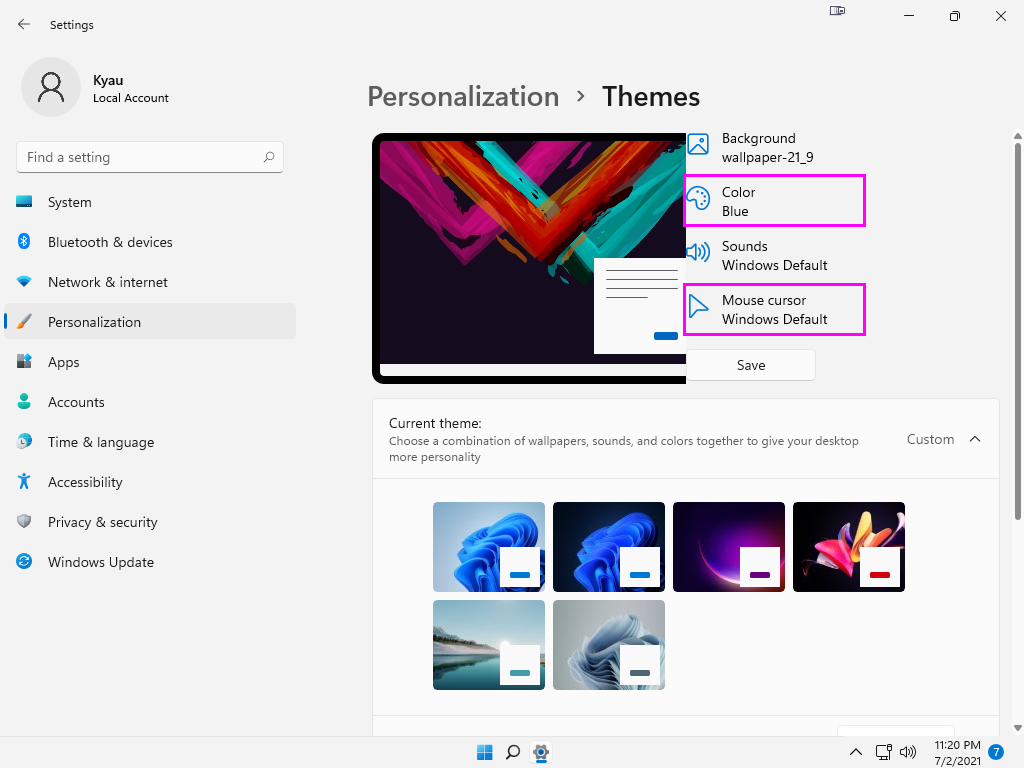 Settings
Kyau
Local Account
Find a setting
System
Bluetooth & devices
Network & internet
Personalization
Apps
Accounts
Time & language
Accessibility
Privacy & security
Windows Update
Personalization › Themes
Background
wallpaper-21_9
Color
Blue
Sounds
Windows Default
Mouse cursor
Windows Default
Save
Current theme:
Choose a combination of wallpapers, sounds, and colors together to give your desktop
more personality
Custom
11:20 PM
7/2/2021
7